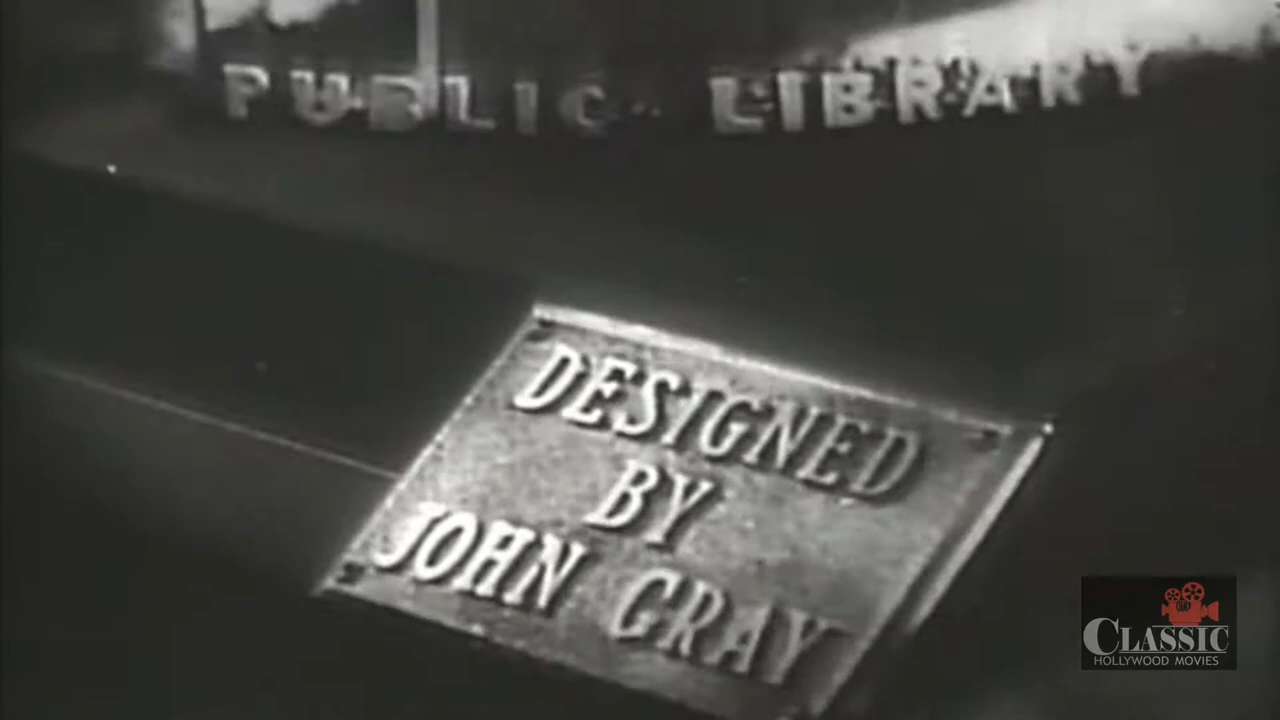 PUBLIC LIBRARY
DESIGNED
BY
JOHN GRAY
CLASSIC
HOLLYWOOD MOVIES